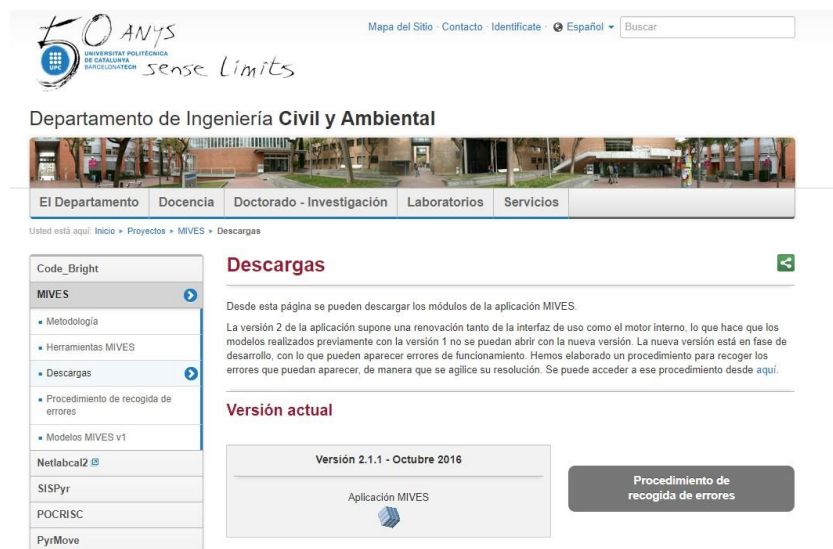 50 ANYS
UNIVERSITAT POLITÈCNICA
DE CATALUNYA
BARCELONATECH
UPC
sense límits
Mapa del Sitio · Contacto · Identifícate · Español
Buscar
Departamento de Ingeniería Civil y Ambiental
El Departamento Docencia Doctorado - Investigación Laboratorios Servicios
Usted está aquí: Inicio ▸ Proyectos ▸ MIVES ▸ Descargas
Code_Bright
MIVES
Metodología
Herramientas MIVES
Descargas
Procedimiento de recogida de
errores
Modelos MIVES v1
Netlabcal2
SISPyr
POCRISC
PyrMove
Descargas
Desde esta página se pueden descargar los módulos de la aplicación MIVES.
La versión 2 de la aplicación supone una renovación tanto de la interfaz de uso como el motor interno, lo que hace que los
modelos realizados previamente con la versión 1 no se puedan abrir con la nueva versión. La nueva versión está en fase de
desarrollo, con lo que pueden aparecer errores de funcionamiento. Hemos elaborado un procedimiento para recoger los
errores que puedan aparecer, de manera que se agilice su resolución. Se puede acceder a ese procedimiento desde aquí.
Versión actual
Versión 2.1.1 - Octubre 2016
Aplicación MIVES
Procedimiento de
recogida de errores